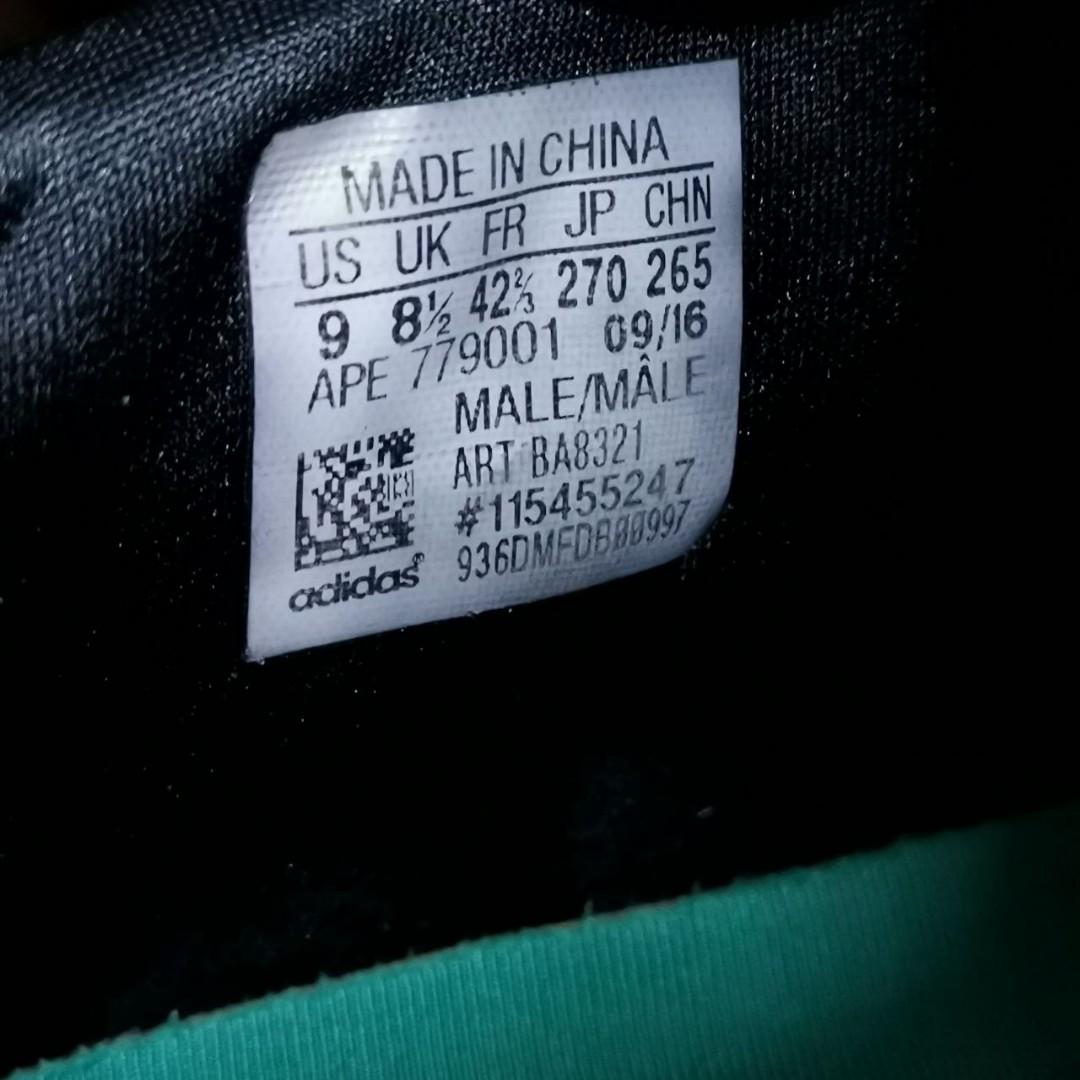 MADE IN CHINA
US UK FR JP CHN
9 8½ 42⅔ 270 265
APE 779001 09/16
MALE/MÂLE
ART BA8321
#115455247
adidas®